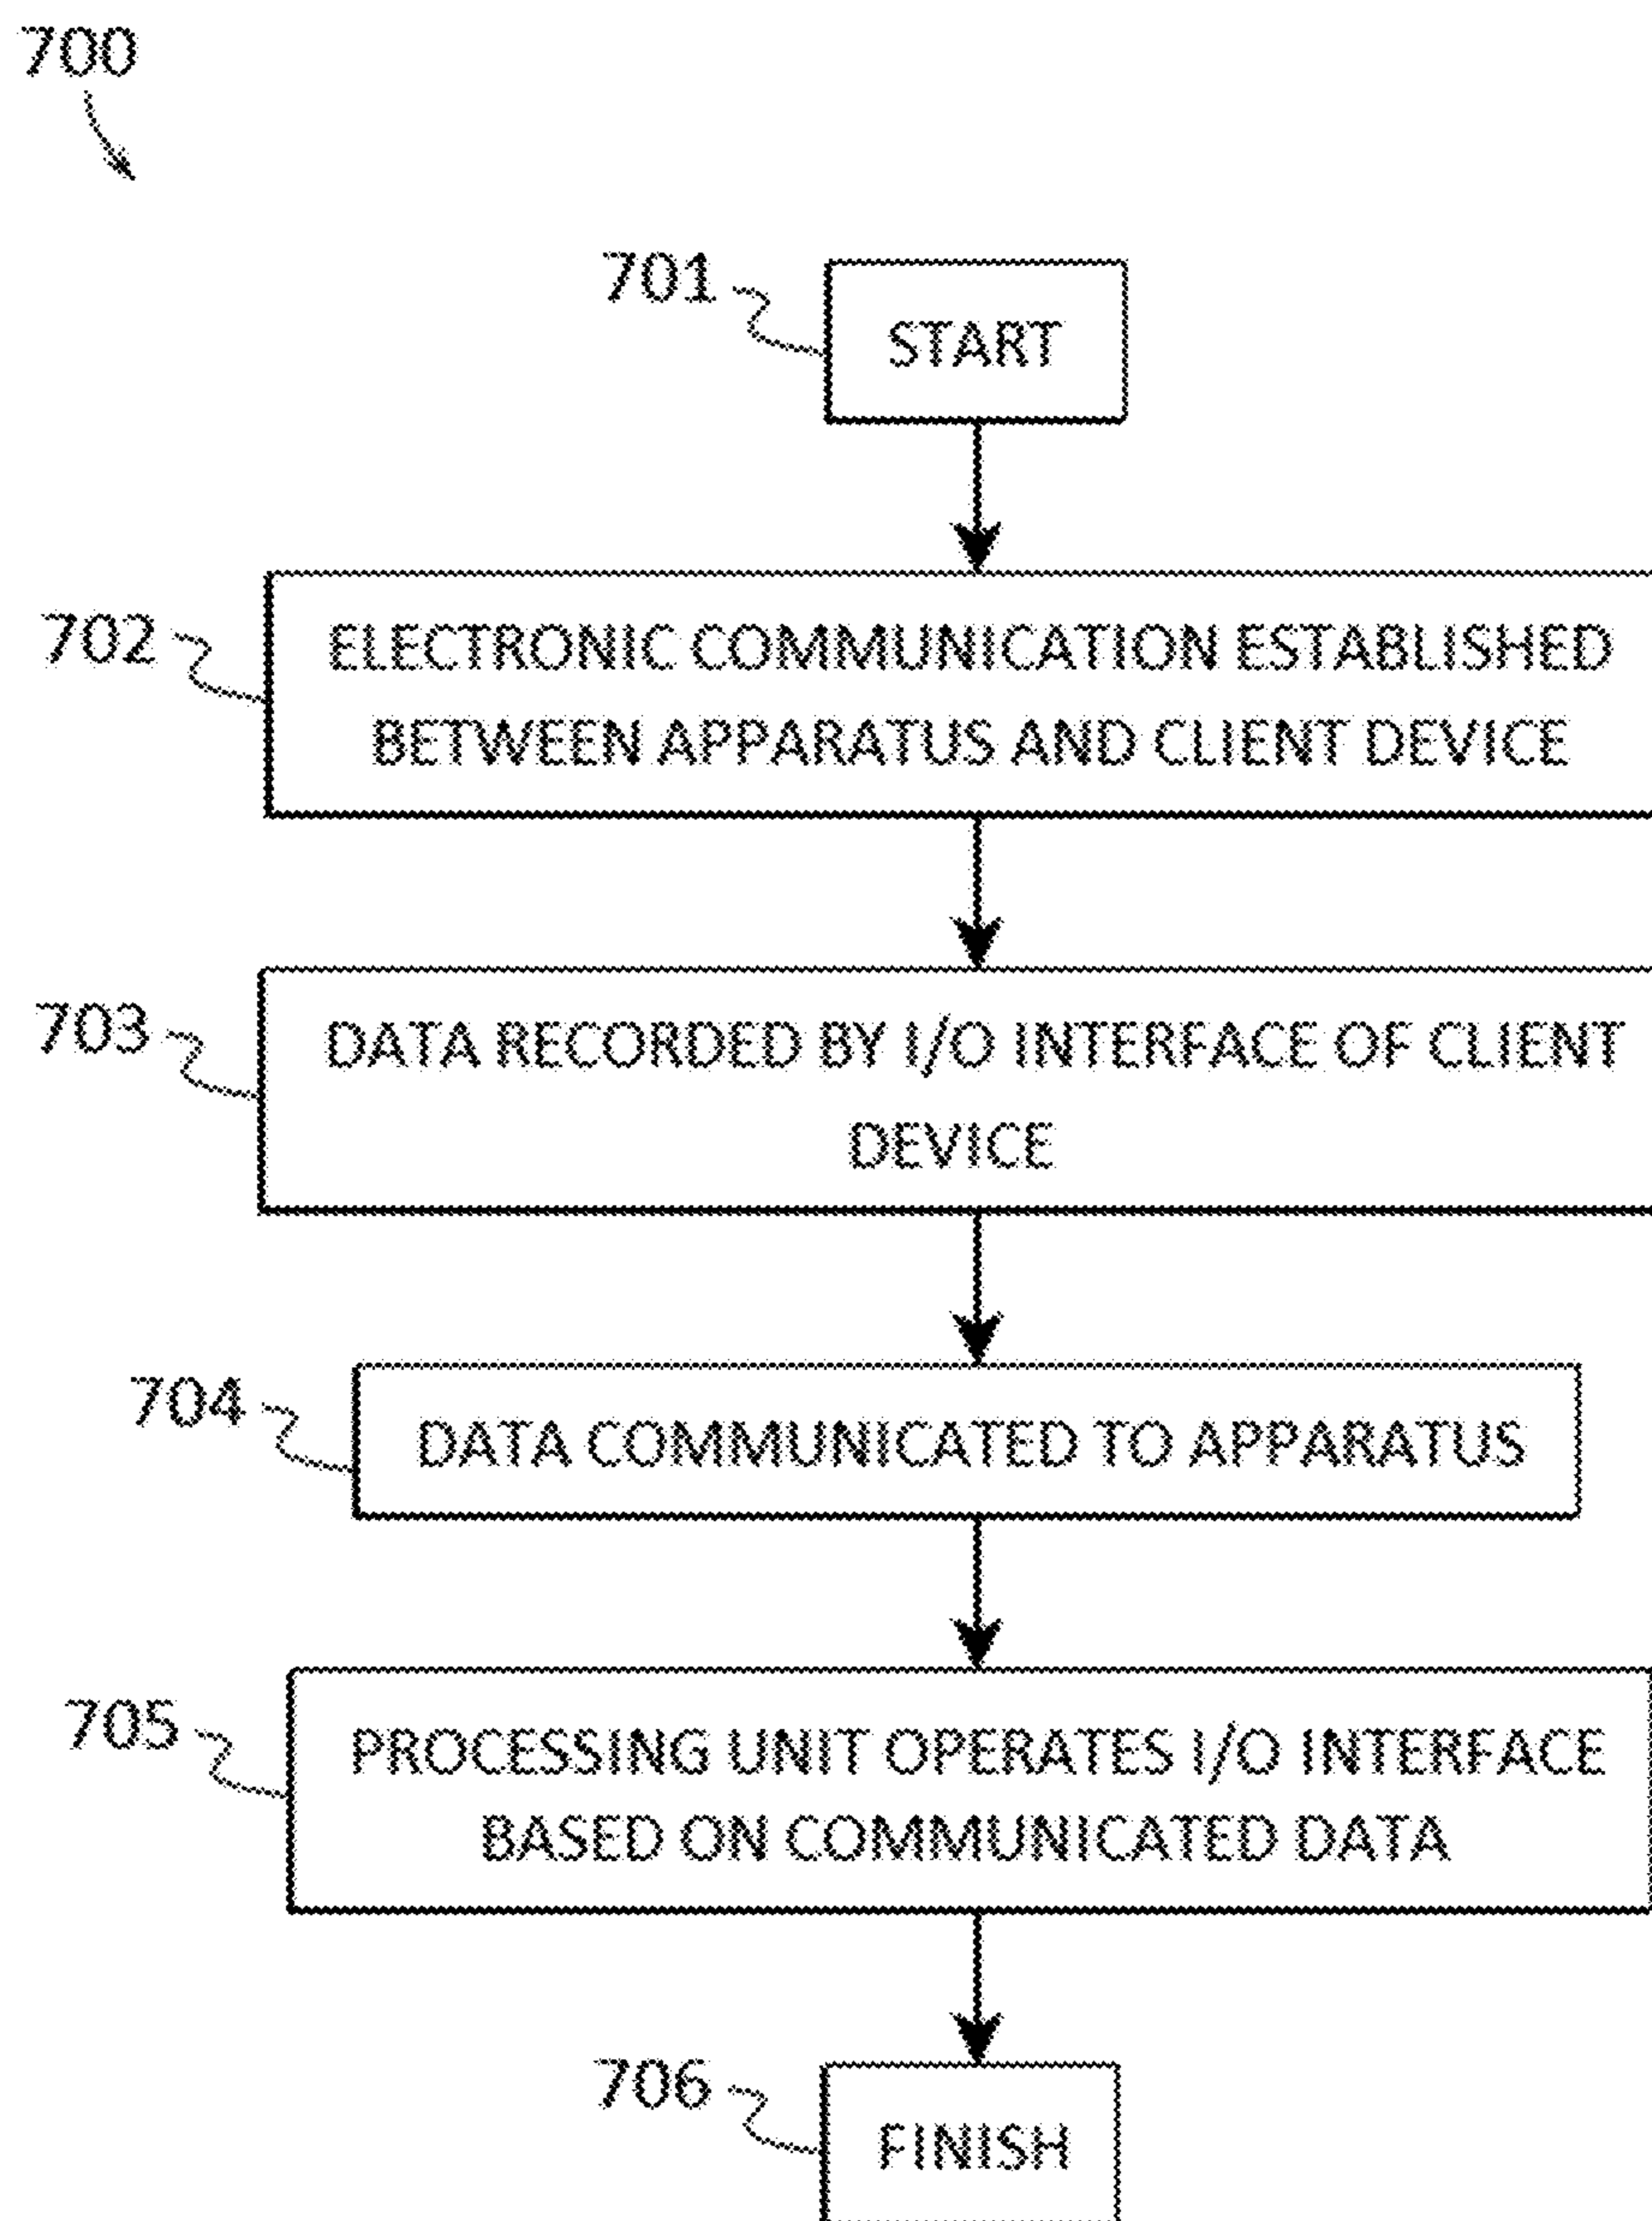 700
701
START
702
ELECTRONIC COMMUNICATION ESTABLISHED
BETWEEN APPARATUS AND CLIENT DEVICE
703
DATA RECORDED BY I/O INTERFACE OF CLIENT
DEVICE
704
DATA COMMUNICATED TO APPARATUS
705
PROCESSING UNIT OPERATES I/O INTERFACE
BASED ON COMMUNICATED DATA
706
FINISH